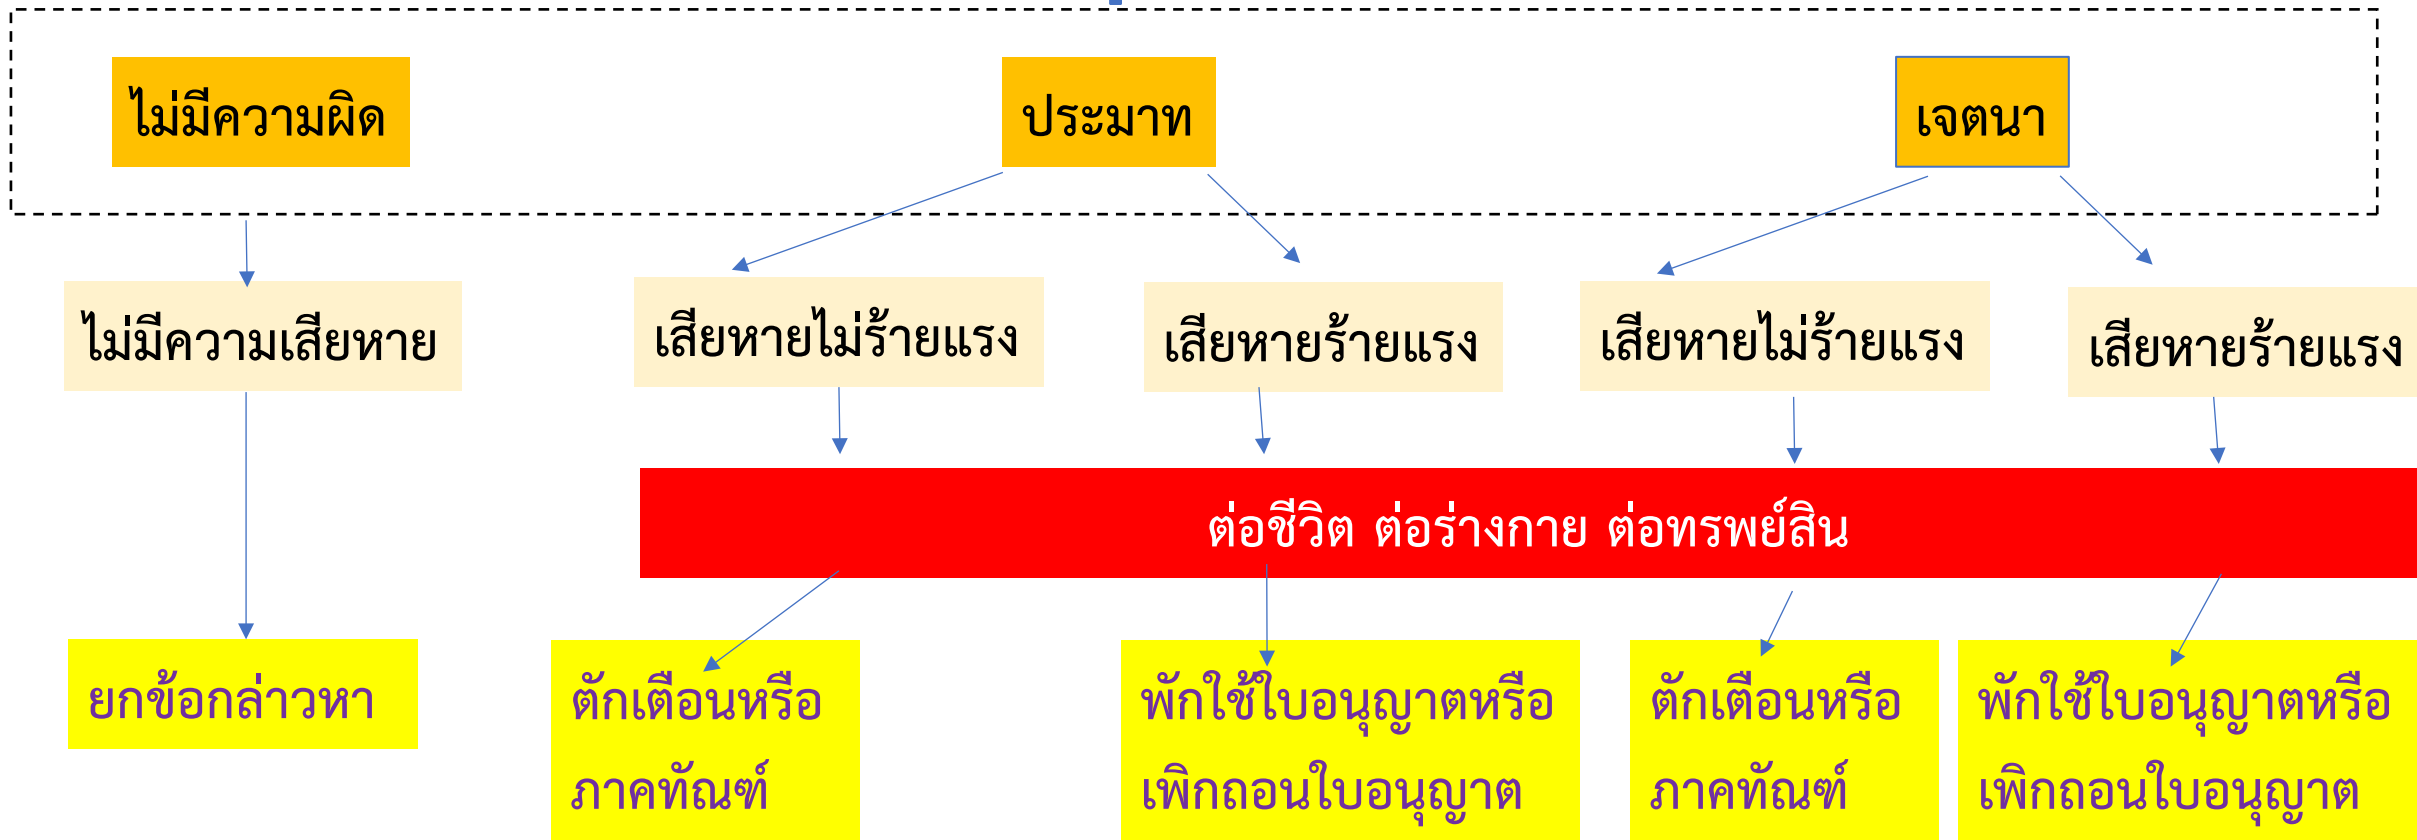 ไม่มีความผิด
ประมาท
เจตนา
ไม่มีความเสียหาย
เสียหายไม่ร้ายแรง
เสียหายร้ายแรง
เสียหายไม่ร้ายแรง
เสียหายร้ายแรง
ต่อชีวิต ต่อร่างกาย ต่อทรพย์สิน
ยกข้อกล่าวหา
ตักเตือนหรือ
ภาคทัณฑ์
พักใช้ใบอนุญาตหรือ
เพิกถอนใบอนุญาต
ตักเตือนหรือ
ภาคทัณฑ์
พักใช้ใบอนุญาตหรือ
เพิกถอนใบอนุญาต